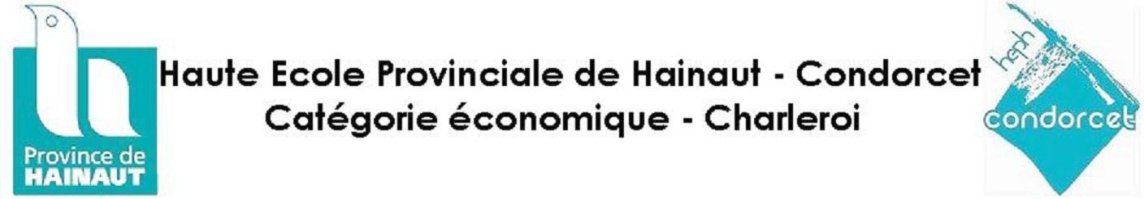 Haute Ecole Provinciale de Hainaut - Condorcet
Catégorie économique - Charleroi
Province de
HAINAUT
heph
condorcet